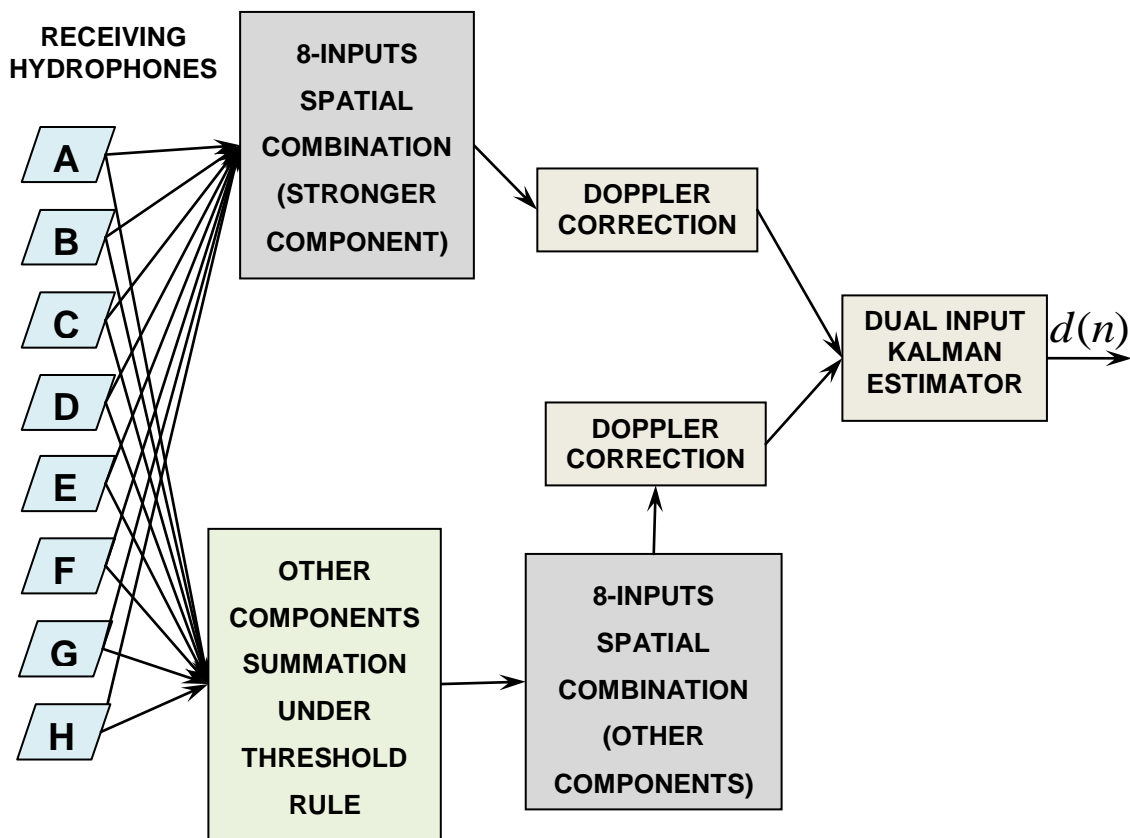 RECEIVING
HYDROPHONES
A
B
C
D
E
F
G
H
8-INPUTS
SPATIAL
COMBINATION
(STRONGER
COMPONENT)
DOPPLER
CORRECTION
DUAL INPUT
KALMAN
ESTIMATOR
d(n)
DOPPLER
CORRECTION
OTHER
COMPONENTS
SUMMATION
UNDER
THRESHOLD
RULE
8-INPUTS
SPATIAL
COMBINATION
(OTHER
COMPONENTS)